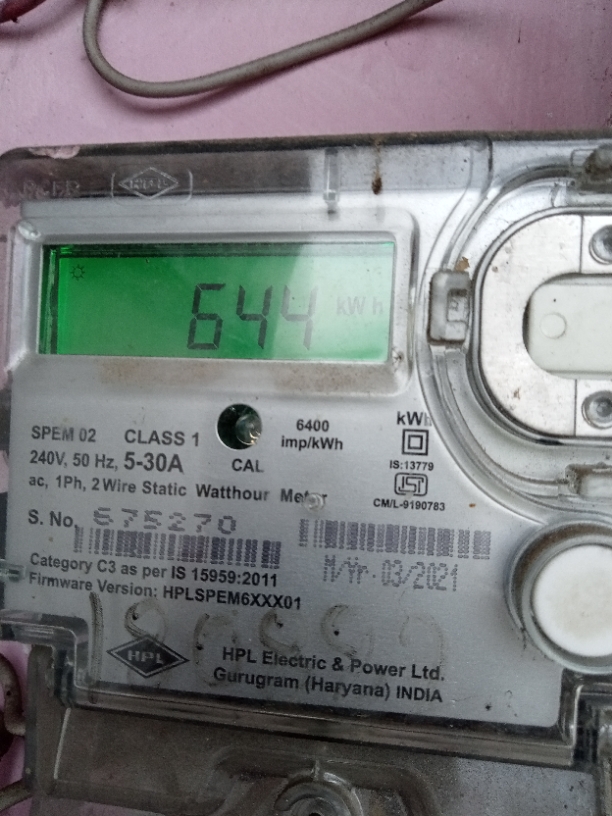 644 kWh
SPEM 02 CLASS 1
240V, 50 Hz, 5-30A
ac, 1Ph, 2 Wire Static Watthour Meter
CAL
6400
imp/kWh
kWh
IS:13779
ISI
CM/L-9190783
S. No. 675270
M/Yr-03/2021
Category C3 as per IS 15959:2011
Firmware Version: HPLSPEM6XXX01
HPL
HPL Electric & Power Ltd.
Gurugram (Haryana) INDIA